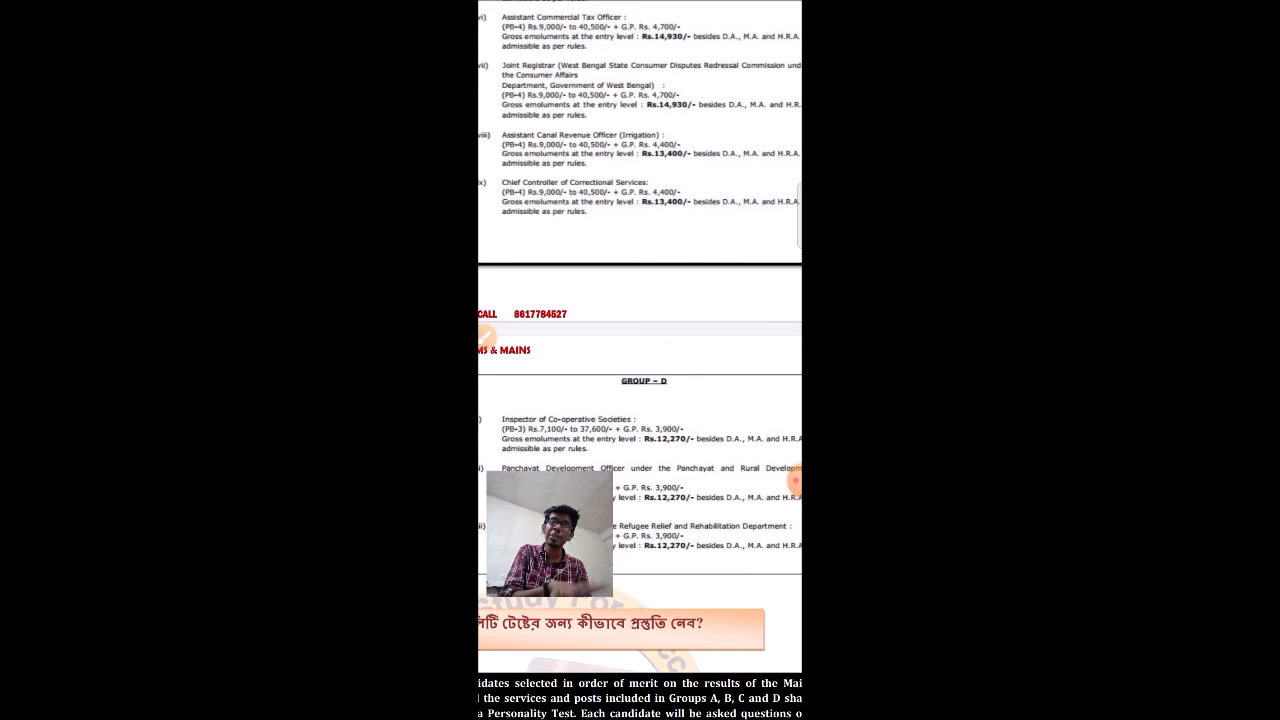 vi) Assistant Commercial Tax Officer :
(PB-4) Rs.9,000/- to 40,500/- + G.P. Rs. 4,700/-
Gross emoluments at the entry level : Rs.14,930/- besides D.A., M.A. and H.R.A.
admissible as per rules.
vii) Joint Registrar (West Bengal State Consumer Disputes Redressal Commission und
the Consumer Affairs
Department, Government of West Bengal) :
(PB-4) Rs.9,000/- to 40,500/- + G.P. Rs. 4,700/-
Gross emoluments at the entry level : Rs.14,930/- besides D.A., M.A. and H.R
admissible as per rules.
viii) Assistant Canal Revenue Officer (Irrigation) :
(PB-4) Rs.9,000/- to 40,500/- + G.P. Rs. 4,400/-
Gross emoluments at the entry level : Rs.13,400/- besides D.A., M.A. and H.R.A.
admissible as per rules.
ix) Chief Controller of Correctional Services:
(PB-4) Rs.9,000/- to 40,500/- + G.P. Rs. 4,400/-
Gross emoluments at the entry level : Rs.13,400/- besides D.A., M.A. and H.R.A.
admissible as per rules.
CALL 8617784527
MS & MAINS
GROUP – D
i) Inspector of Co-operative Societies :
(PB-3) Rs.7,100/- to 37,600/- + G.P. Rs. 3,900/-
Gross emoluments at the entry level : Rs.12,270/- besides D.A., M.A. and H.R.A
admissible as per rules.
ii) Panchayat Development Officer under the Panchayat and Rural Developm
+ G.P. Rs. 3,900/-
y level : Rs.12,270/- besides D.A., M.A. and H.R.A
iii) e Refugee Relief and Rehabilitation Department :
+ G.P. Rs. 3,900/-
y level : Rs.12,270/- besides D.A., M.A. and H.R.A
Study For
লিটি টেষ্টের জন্য কীভাবে প্রস্তুতি নেব?
idates selected in order of merit on the results of the Mai
the services and posts included in Groups A, B, C and D sha
a Personality Test. Each candidate will be asked questions o